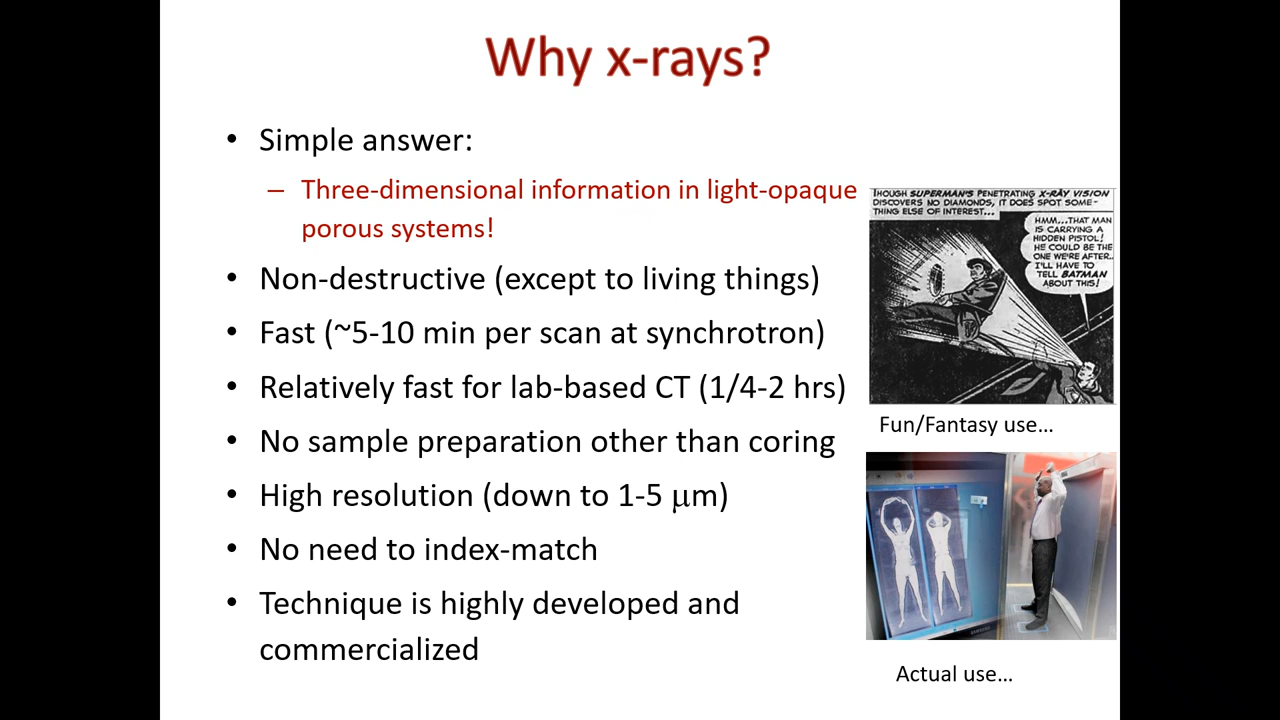 Why x-rays?
• Simple answer:
– Three-dimensional information in light-opaque
porous systems!
• Non-destructive (except to living things)
• Fast (~5-10 min per scan at synchrotron)
• Relatively fast for lab-based CT (1/4-2 hrs)
• No sample preparation other than coring
• High resolution (down to 1-5 μm)
• No need to index-match
• Technique is highly developed and
commercialized
THOUGH SUPERMAN'S PENETRATING X-RAY VISION
DISCOVERS NO DIAMONDS, IT DOES SPOT SOME-
THING ELSE OF INTEREST...
HMM...THAT MAN
IS CARRYING A
HIDDEN PISTOL!
HE COULD BE THE
ONE WE'RE AFTER..
I'LL HAVE TO
TELL BATMAN
ABOUT THIS!
Fun/Fantasy use...
SAMSUNG
Actual use...